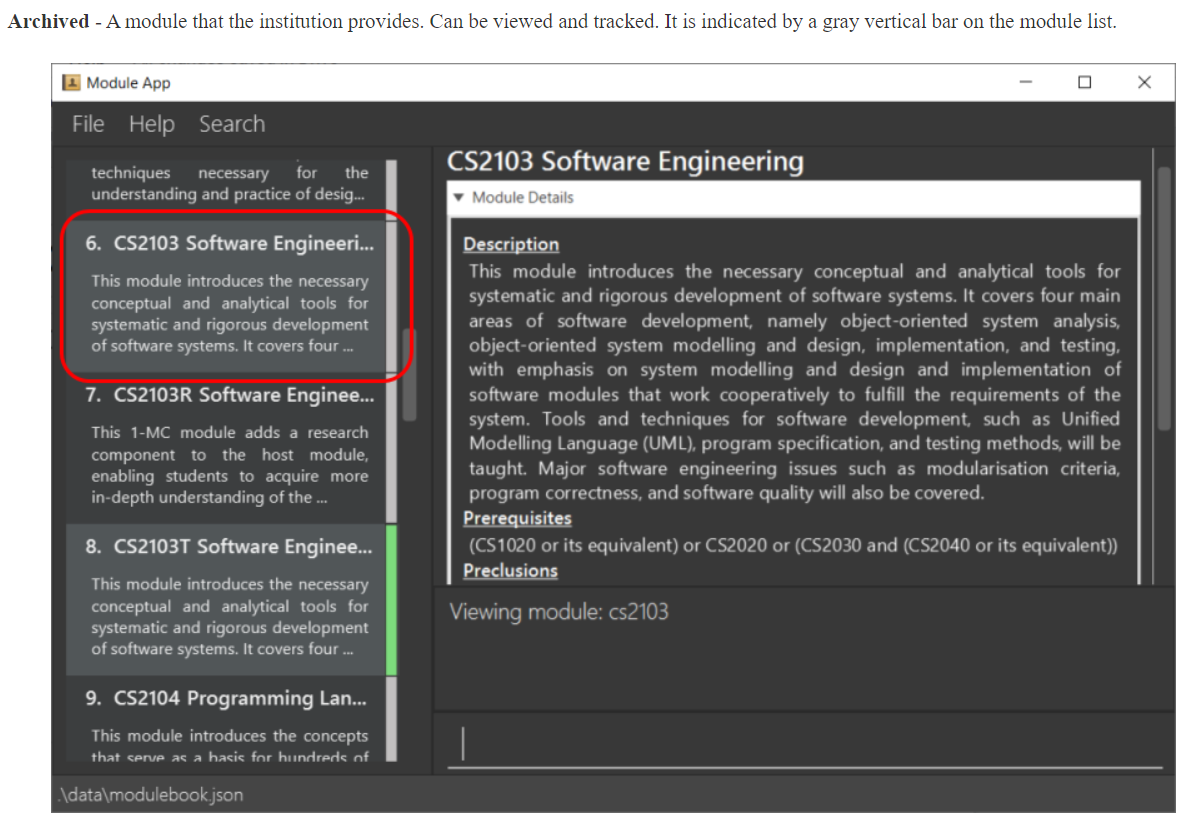 Archived - A module that the institution provides. Can be viewed and tracked. It is indicated by a gray vertical bar on the module list.
Module App
File Help Search
techniques necessary for the
understanding and practice of desig...
6. CS2103 Software Engineeri...
This module introduces the necessary
conceptual and analytical tools for
systematic and rigorous development
of software systems. It covers four ...
7. CS2103R Software Enginee...
This 1-MC module adds a research
component to the host module,
enabling students to acquire more
in-depth understanding of the ...
8. CS2103T Software Enginee...
This module introduces the necessary
conceptual and analytical tools for
systematic and rigorous development
of software systems. It covers four ...
9. CS2104 Programming Lan...
This module introduces the concepts
that serve as a basis for hundreds of
CS2103 Software Engineering
Module Details
Description
This module introduces the necessary conceptual and analytical tools for
systematic and rigorous development of software systems. It covers four main
areas of software development, namely object-oriented system analysis,
object-oriented system modelling and design, implementation, and testing,
with emphasis on system modelling and design and implementation of
software modules that work cooperatively to fulfill the requirements of the
system. Tools and techniques for software development, such as Unified
Modelling Language (UML), program specification, and testing methods, will be
taught. Major software engineering issues such as modularisation criteria,
program correctness, and software quality will also be covered.
Prerequisites
(CS1020 or its equivalent) or CS2020 or (CS2030 and (CS2040 or its equivalent))
Preclusions
Viewing module: cs2103
.\data\modulebook.json